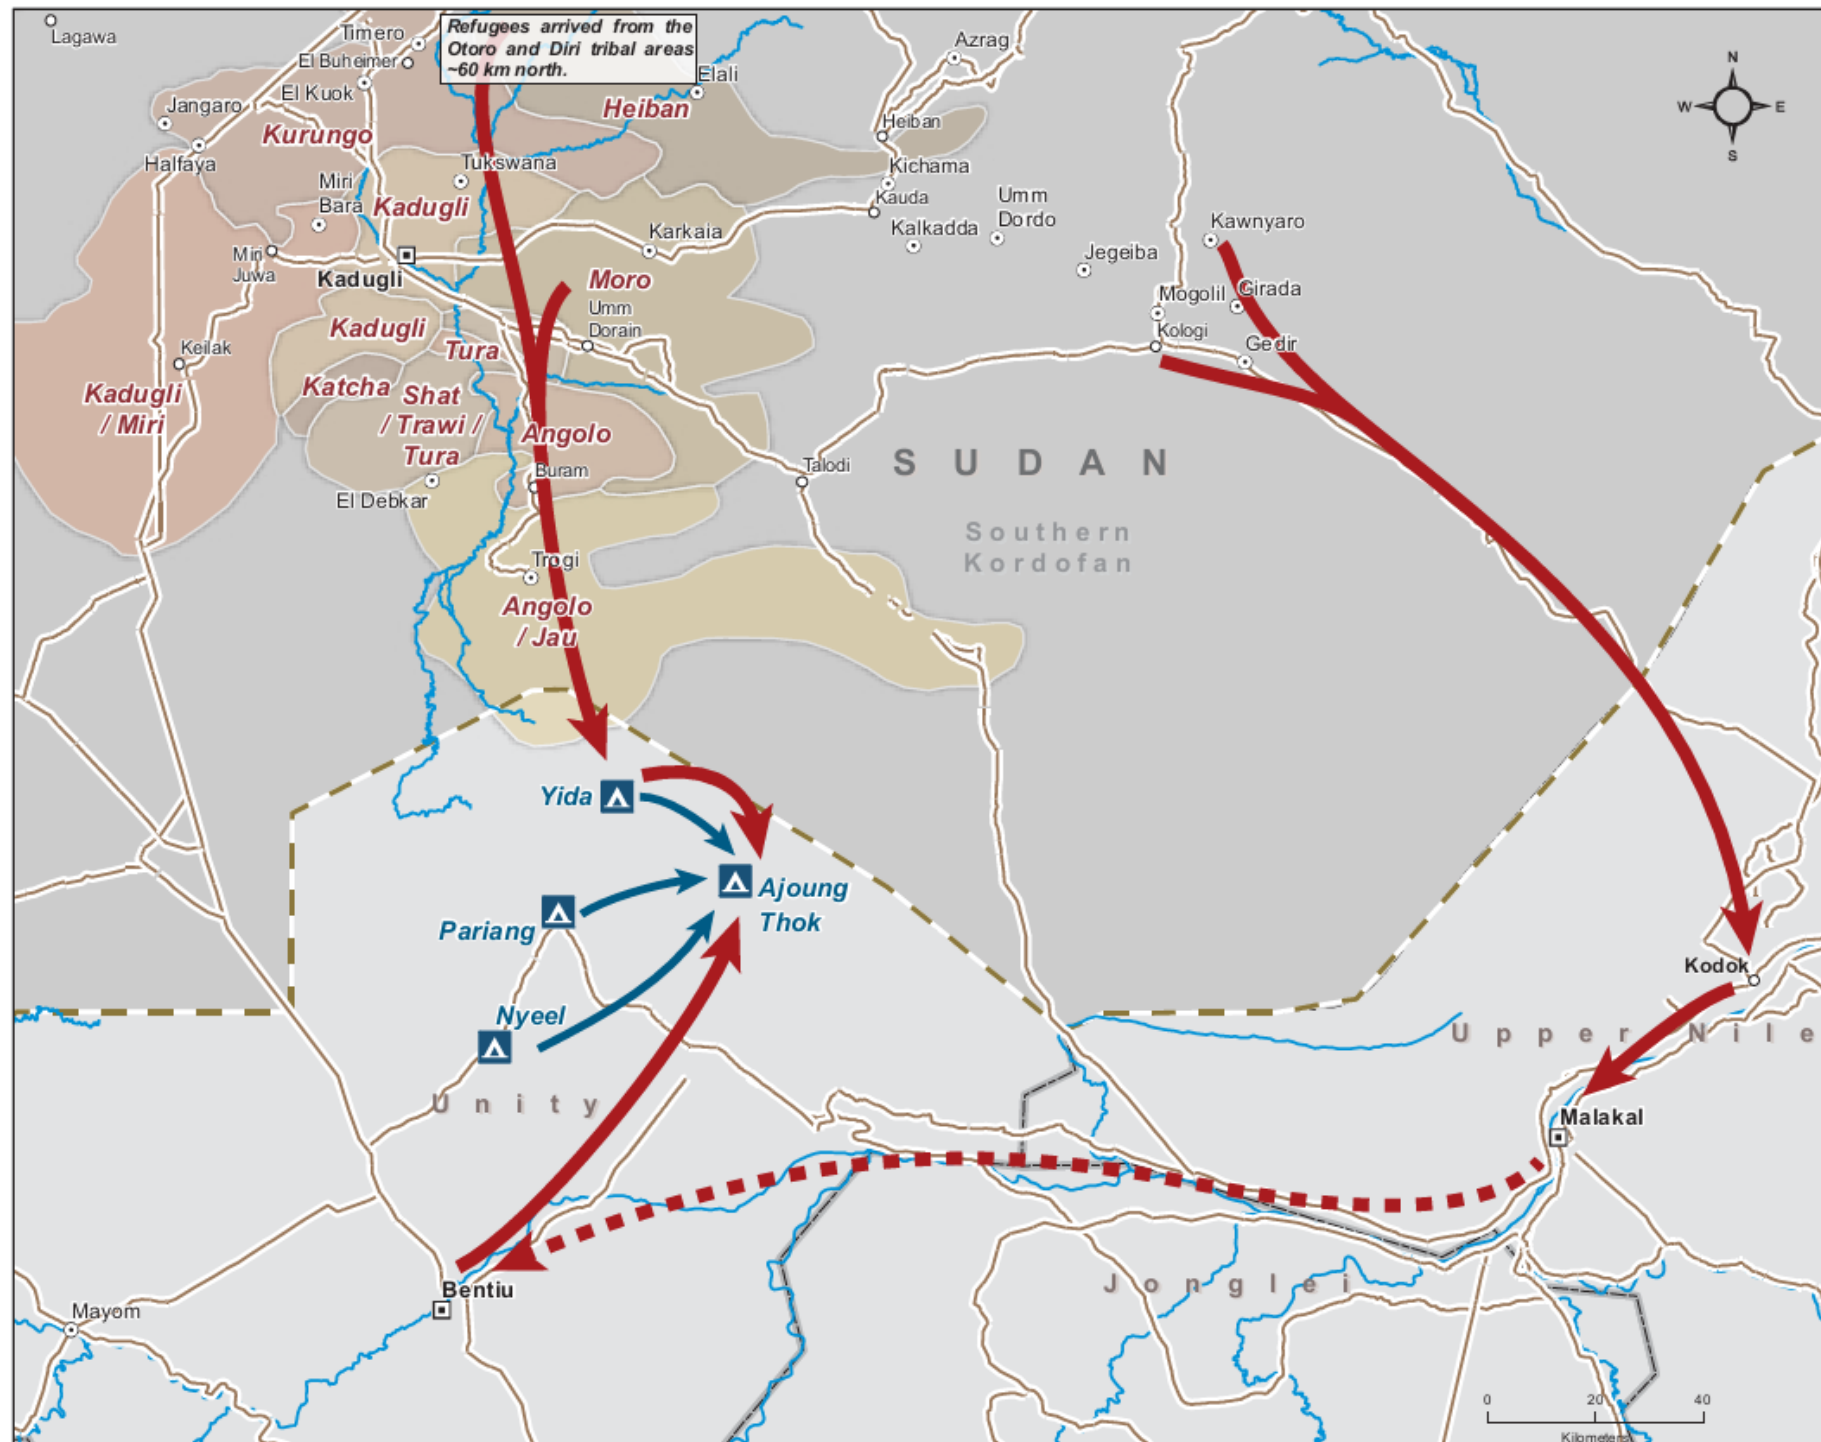 Lagawa
Timero
El Buheimer
El Kuok
Refugees arrived from the
Otoro and Diri tribal areas
~60 km north.
Elali
Azrag
N
W
E
S
Jangaro
Halfaya
Kurungo
Heiban
Heiban
Tukswana
Miri
Bara
Kadugli
Kichama
Kauda
Kalkadda
Umm
Dordo
Jegeiba
Kawnyaro
Karkaia
Miri
Juwa
Kadugli
Moro
Umm
Dorain
Mogolil
Girada
Kologi
Gedir
Kadugli
Tura
Keilak
Katcha
Kadugli
/ Miri
Shat
/ Trawi /
Tura
Angolo
Buram
El Debkar
Talodi
SUDAN
Southern
Kordofan
Trogi
Angolo
/ Jau
Yida
Ajoung
Thok
Pariang
Nyeel
Unity
Kodok
Upper Nile
Malakal
Bentiu
Jonglei
Mayom
0 20 40
Kilometers